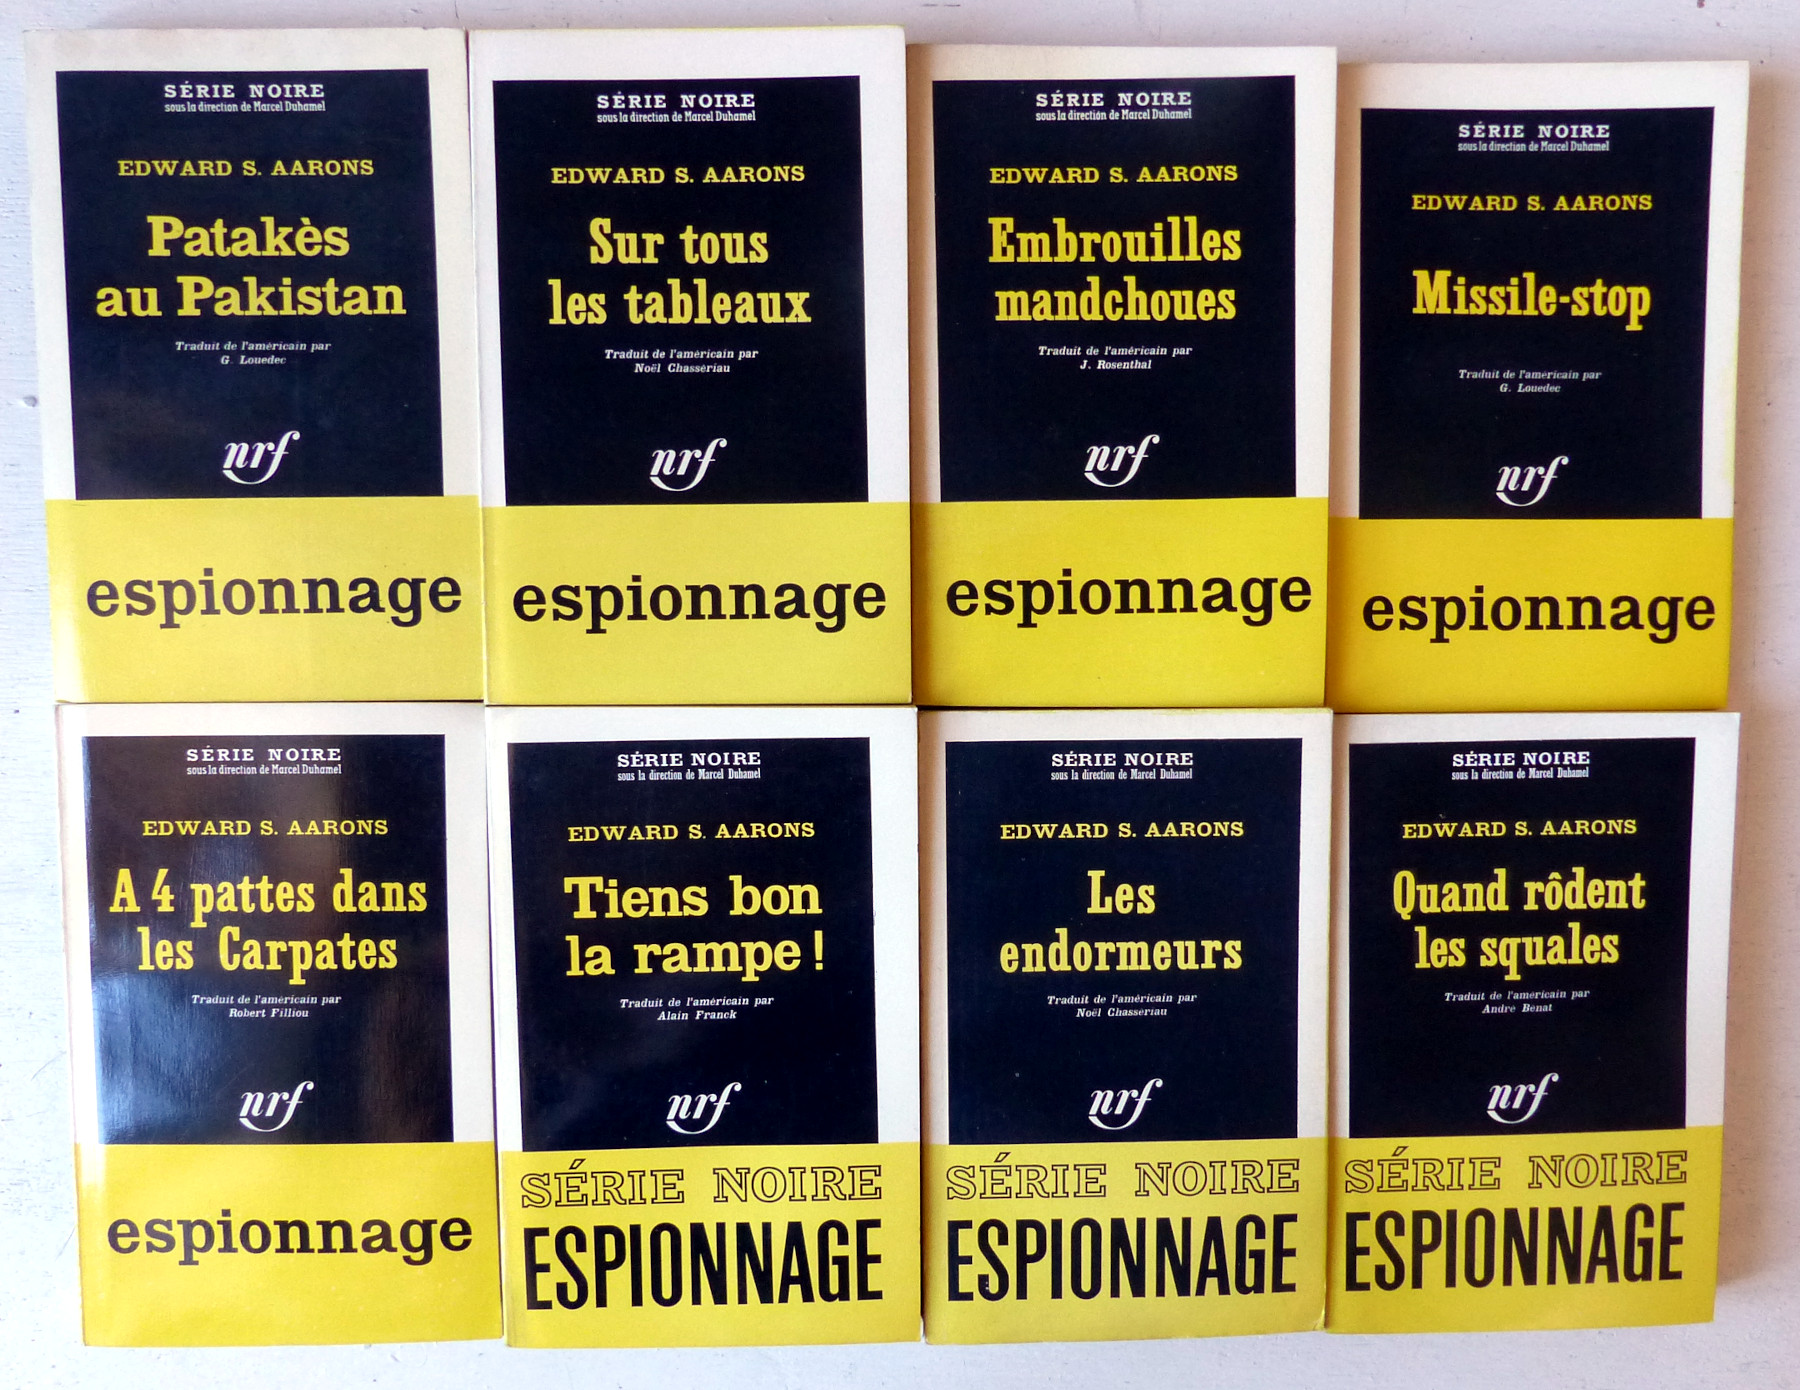 SÉRIE NOIRE
sous la direction de Marcel Duhamel
EDWARD S. AARONS
Patakès
au Pakistan
Traduit de l'américain par
G. Louedec
nrf
espionnage
SÉRIE NOIRE
sous la direction de Marcel Duhamel
EDWARD S. AARONS
Sur tous
les tableaux
Traduit de l'américain par
Noël Chassériau
nrf
espionnage
SÉRIE NOIRE
sous la direction de Marcel Duhamel
EDWARD S. AARONS
Embrouilles
mandchoues
Traduit de l'américain par
J. Rosenthal
nrf
espionnage
SÉRIE NOIRE
sous la direction de Marcel Duhamel
EDWARD S. AARONS
Missile-stop
Traduit de l'américain par
G. Louedec
nrf
espionnage
SÉRIE NOIRE
sous la direction de Marcel Duhamel
EDWARD S. AARONS
A 4 pattes dans
les Carpates
Traduit de l'américain par
Robert Filliou
nrf
espionnage
SÉRIE NOIRE
sous la direction de Marcel Duhamel
EDWARD S. AARONS
Tiens bon
la rampe !
Traduit de l'américain par
Alain Franck
nrf
SÉRIE NOIRE
ESPIONNAGE
SÉRIE NOIRE
sous la direction de Marcel Duhamel
EDWARD S. AARONS
Les
endormeurs
Traduit de l'américain par
Noël Chassériau
nrf
SÉRIE NOIRE
ESPIONNAGE
SÉRIE NOIRE
sous la direction de Marcel Duhamel
EDWARD S. AARONS
Quand rôdent
les squales
Traduit de l'américain par
André Bénat
nrf
SÉRIE NOIRE
ESPIONNAGE